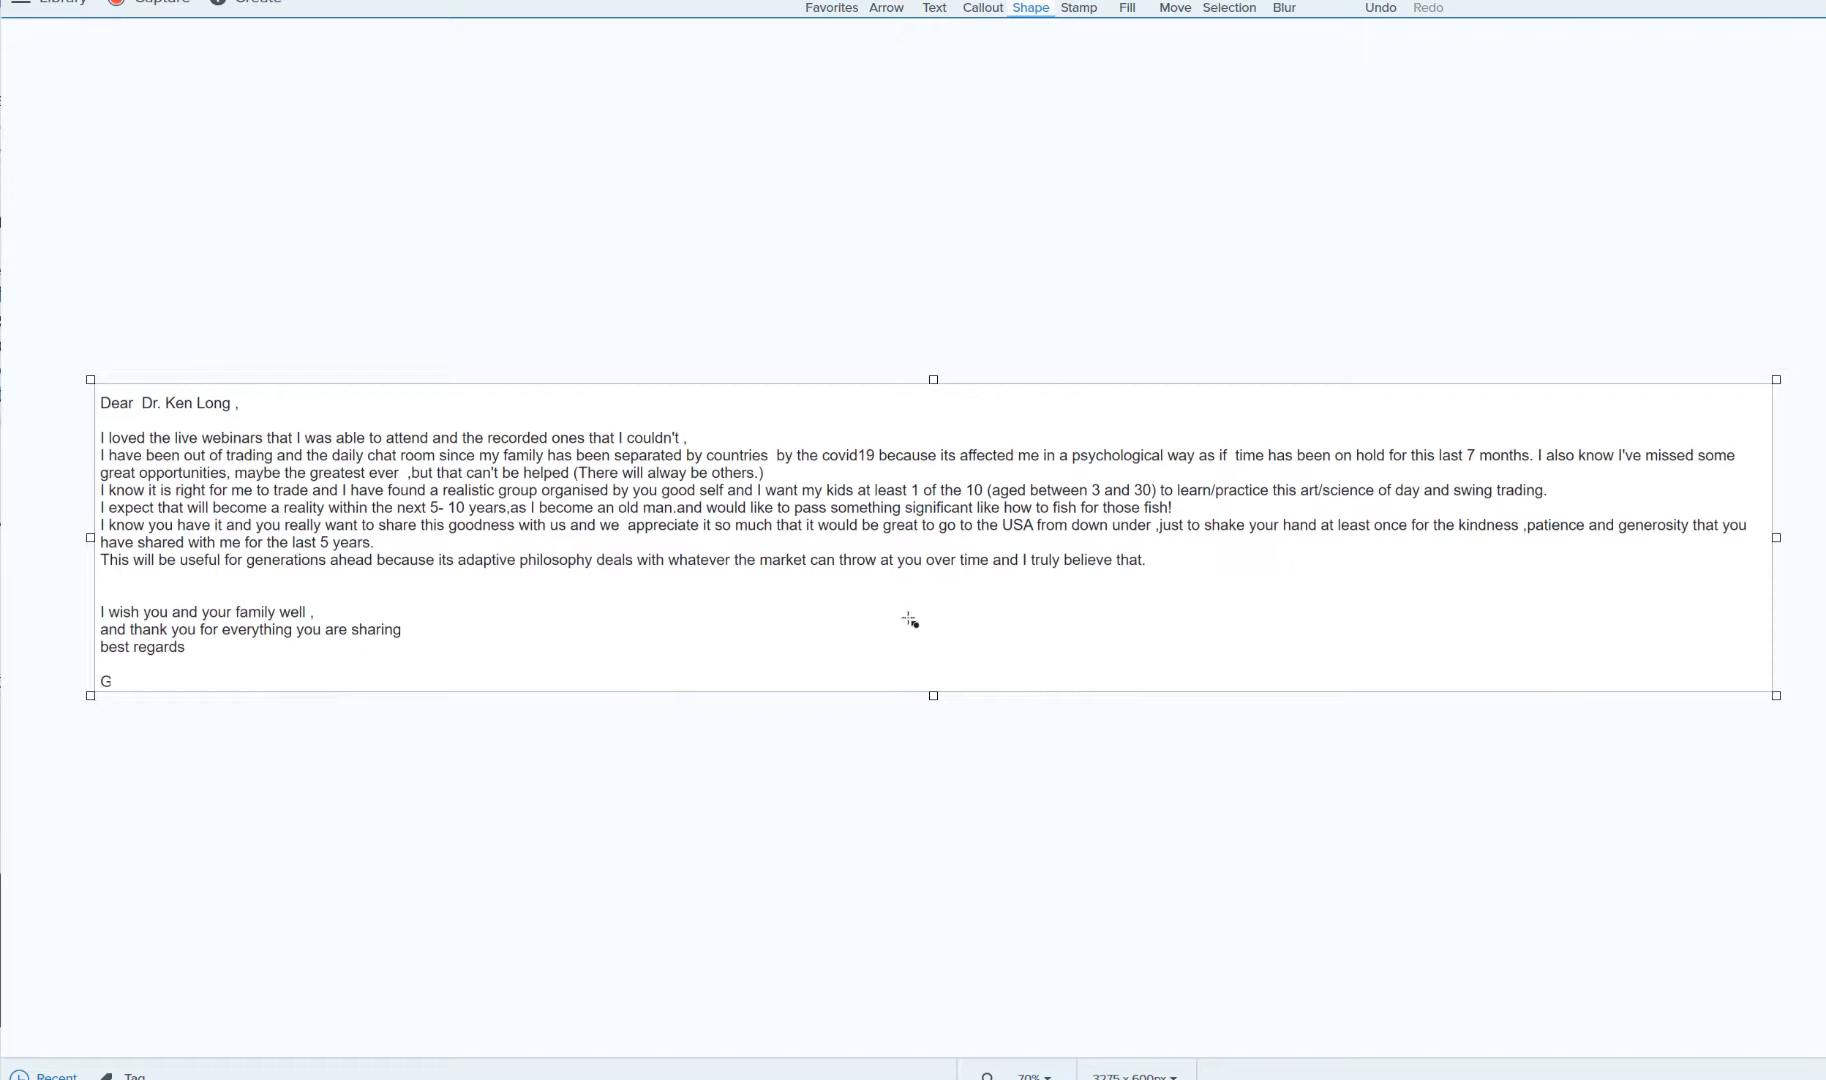 Library Capture Create
Favorites Arrow Text Callout Shape Stamp Fill Move Selection Blur Undo Redo
Dear  Dr. Ken Long ,
I loved the live webinars that I was able to attend and the recorded ones that I couldn't ,
I have been out of trading and the daily chat room since my family has been separated by countries  by the covid19 because its affected me in a psychological way as if  time has been on hold for this last 7 months. I also know I've missed some
great opportunities, maybe the greatest ever  ,but that can't be helped (There will alway be others.)
I know it is right for me to trade and I have found a realistic group organised by you good self and I want my kids at least 1 of the 10 (aged between 3 and 30) to learn/practice this art/science of day and swing trading.
I expect that will become a reality within the next 5- 10 years,as I become an old man.and would like to pass something significant like how to fish for those fish!
I know you have it and you really want to share this goodness with us and we  appreciate it so much that it would be great to go to the USA from down under ,just to shake your hand at least once for the kindness ,patience and generosity that you
have shared with me for the last 5 years.
This will be useful for generations ahead because its adaptive philosophy deals with whatever the market can throw at you over time and I truly believe that.
I wish you and your family well ,
and thank you for everything you are sharing
best regards
G
Recent Tag 70% 3275 x 600px